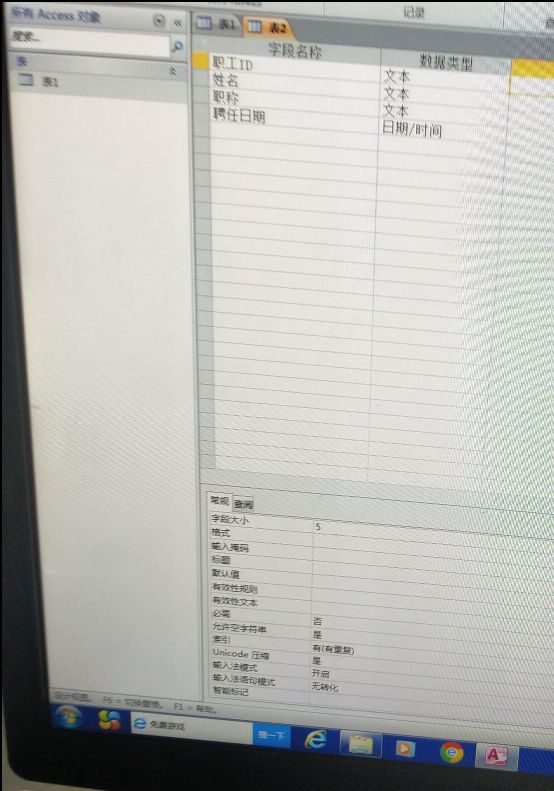 记录
所有 Access 对象
«
表1
表2
搜索...
表
表1
字段名称 数据类型
职工ID 文本
姓名 文本
职称 文本
聘任日期 日期/时间
常规 查阅
字段大小 5
格式
输入掩码
标题
默认值
有效性规则
有效性文本
必需 否
允许空字符串 是
索引 有(有重复)
Unicode 压缩 是
输入法模式 开启
输入法语句模式 无转化
智能标记
设计视图。 F6 = 切换窗格。 F1 = 帮助。
免费游戏 搜一下